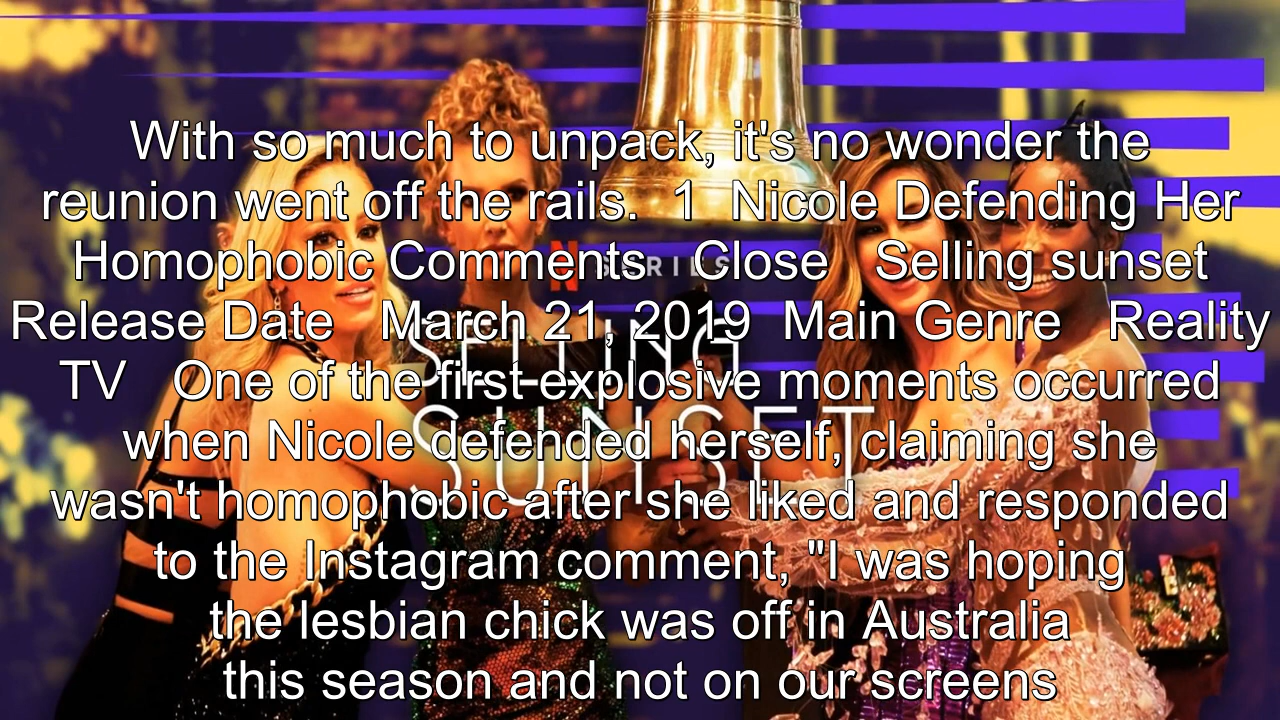 With so much to unpack, it's no wonder the
reunion went off the rails.  1  Nicole Defending Her
Homophobic Comments   Close   Selling sunset
Release Date   March 21, 2019  Main Genre   Reality
TV   One of the first explosive moments occurred
when Nicole defended herself, claiming she
wasn't homophobic after she liked and responded
to the Instagram comment, "I was hoping
the lesbian chick was off in Australia
this season and not on our screens
N SERIES
SELLING
SUNSET